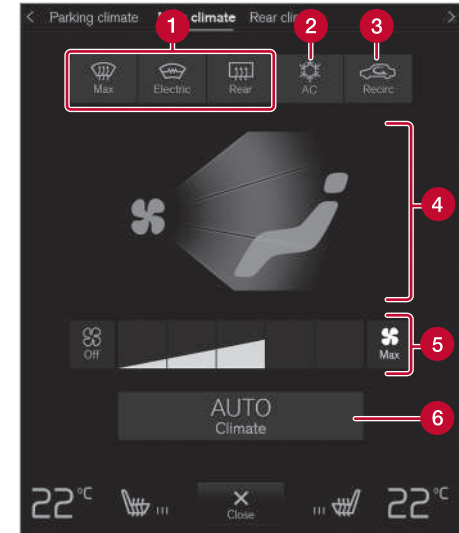 Parking climate climate Rear
1 2 3
Max Electric Rear AC Recirc
4
Off Max 5
AUTO
Climate 6
22°C Close 22°C